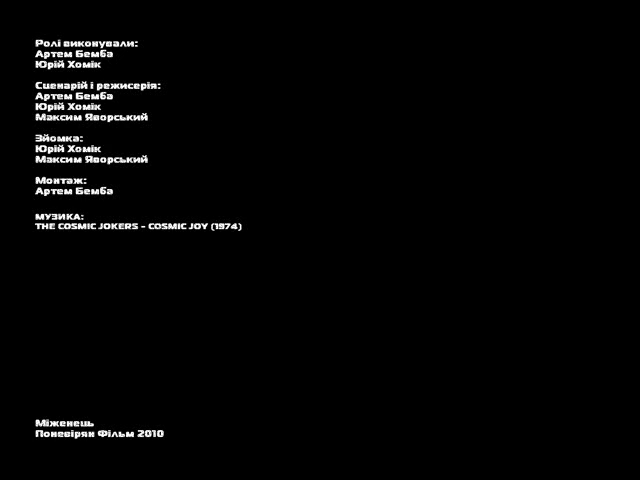 Ролі виконували:
Артем Бемба
Юрій Хомік
Сценарій і режисерія:
Артем Бемба
Юрій Хомік
Максим Яворський
Зйомка:
Юрій Хомік
Максим Яворський
Монтаж:
Артем Бемба
МУЗИКА:
THE COSMIC JOKERS - COSMIC JOY (1974)
Міженець
Поневірян Фільм 2010